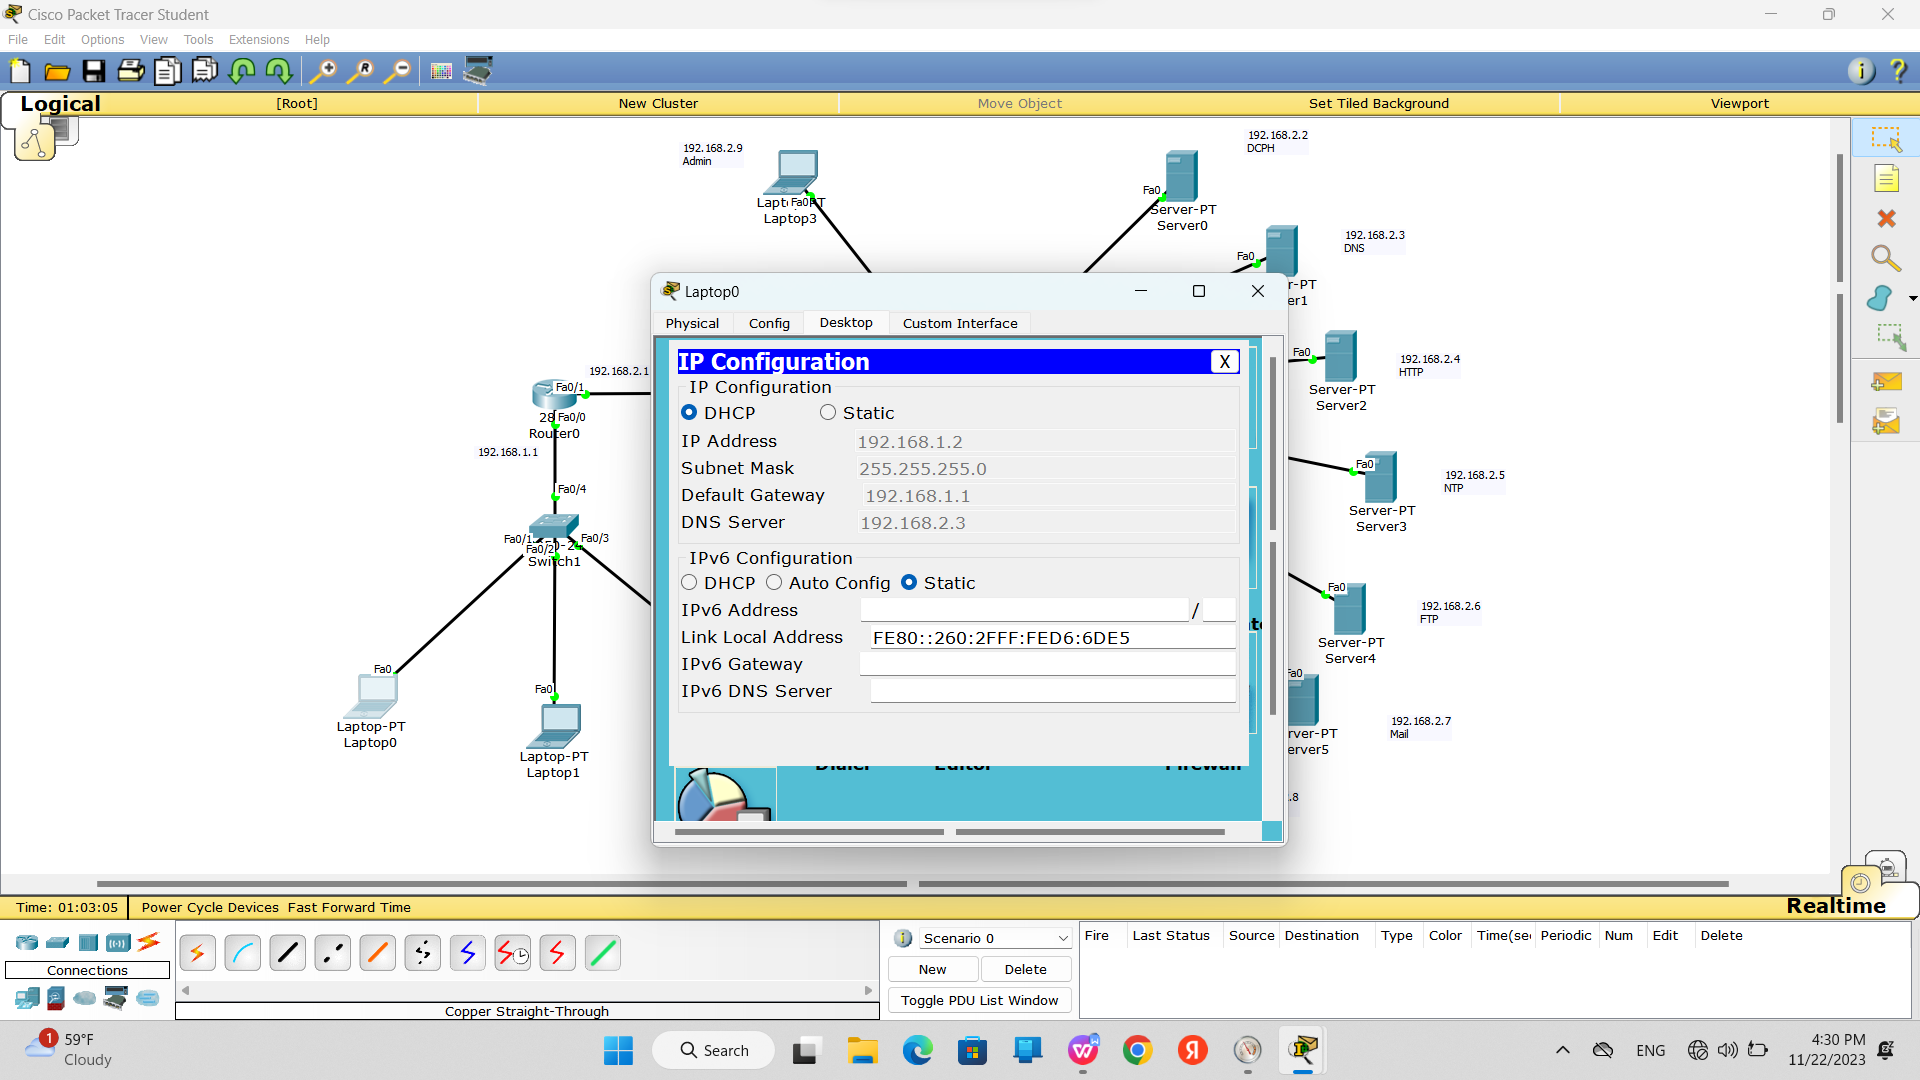 Cisco Packet Tracer Student
File Edit Options View Tools Extensions Help
Logical [Root] New Cluster Move Object Set Tiled Background Viewport
192.168.2.9
Admin
Fa0
Laptop3
192.168.2.2
DCPH
Fa0
Server-PT
Server0
192.168.2.3
DNS
Fa0
r-PT
er1
192.168.2.4
HTTP
Fa0
Server-PT
Server2
192.168.2.5
NTP
Fa0
Server-PT
Server3
192.168.2.6
FTP
Fa0
Server-PT
Server4
192.168.2.7
Mail
Fa0
rver-PT
erver5
.8
192.168.2.1
Fa0/1
28 Fa0/0
Router0
192.168.1.1
Fa0/4
Fa0/1
Fa0/2
Fa0/3
Switch1
Fa0
Laptop-PT
Laptop0
Fa0
Laptop-PT
Laptop1
Laptop0
Physical Config Desktop Custom Interface
IP Configuration X
IP Configuration
DHCP Static
IP Address 192.168.1.2
Subnet Mask 255.255.255.0
Default Gateway 192.168.1.1
DNS Server 192.168.2.3
IPv6 Configuration
DHCP Auto Config Static
IPv6 Address /
Link Local Address FE80::260:2FFF:FED6:6DE5
IPv6 Gateway
IPv6 DNS Server
Dialer Editor Firewall
Time: 01:03:05 Power Cycle Devices Fast Forward Time
Realtime
Connections
Copper Straight-Through
Scenario 0
New Delete
Toggle PDU List Window
Fire Last Status Source Destination Type Color Time(sec Periodic Num Edit Delete
1
59°F
Cloudy
Search
ENG
4:30 PM
11/22/2023